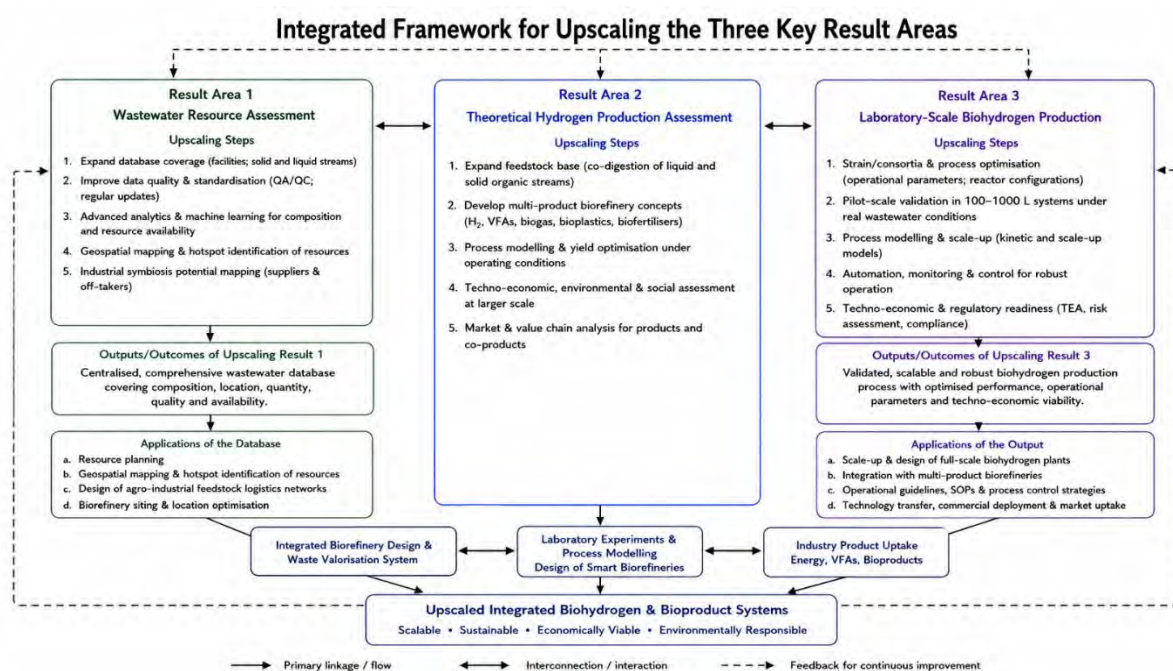 Integrated Framework for Upscaling the Three Key Result Areas
Result Area 1
Wastewater Resource Assessment
Upscaling Steps
1. Expand database coverage (facilities; solid and liquid streams)
2. Improve data quality & standardisation (QA/QC;
regular updates)
3. Advanced analytics & machine learning for composition
and resource availability
4. Geospatial mapping & hotspot identification of resources
5. Industrial symbiosis potential mapping (suppliers &
off-takers)
Outputs/Outcomes of Upscaling Result 1
Centralised, comprehensive wastewater database
covering composition, location, quantity,
quality and availability.
Applications of the Database
a. Resource planning
b. Geospatial mapping & hotspot identification of resources
c. Design of agro-industrial feedstock logistics networks
d. Biorefinery siting & location optimisation
Result Area 2
Theoretical Hydrogen Production Assessment
Upscaling Steps
1. Expand feedstock base (co-digestion of liquid and
solid organic streams)
2. Develop multi-product biorefinery concepts
(H₂, VFAs, biogas, bioplastics, biofertilisers)
3. Process modelling & yield optimisation under
operating conditions
4. Techno-economic, environmental & social assessment
at larger scale
5. Market & value chain analysis for products and
co-products
Result Area 3
Laboratory-Scale Biohydrogen Production
Upscaling Steps
1. Strain/consortia & process optimisation
(operational parameters; reactor configurations)
2. Pilot-scale validation in 100–1000 L systems under
real wastewater conditions
3. Process modelling & scale-up (kinetic and scale-up
models)
4. Automation, monitoring & control for robust
operation
5. Techno-economic & regulatory readiness (TEA, risk
assessment, compliance)
Outputs/Outcomes of Upscaling Result 3
Validated, scalable and robust biohydrogen production
process with optimised performance, operational
parameters and techno-economic viability.
Applications of the Output
a. Scale-up & design of full-scale biohydrogen plants
b. Integration with multi-product biorefineries
c. Operational guidelines, SOPs & process control strategies
d. Technology transfer, commercial deployment & market uptake
Integrated Biorefinery Design &
Waste Valorisation System
Laboratory Experiments &
Process Modelling
Design of Smart Biorefineries
Industry Product Uptake
Energy, VFAs, Bioproducts
Upscaled Integrated Biohydrogen & Bioproduct Systems
Scalable • Sustainable • Economically Viable • Environmentally Responsible
Primary linkage / flow
Interconnection / interaction
Feedback for continuous improvement